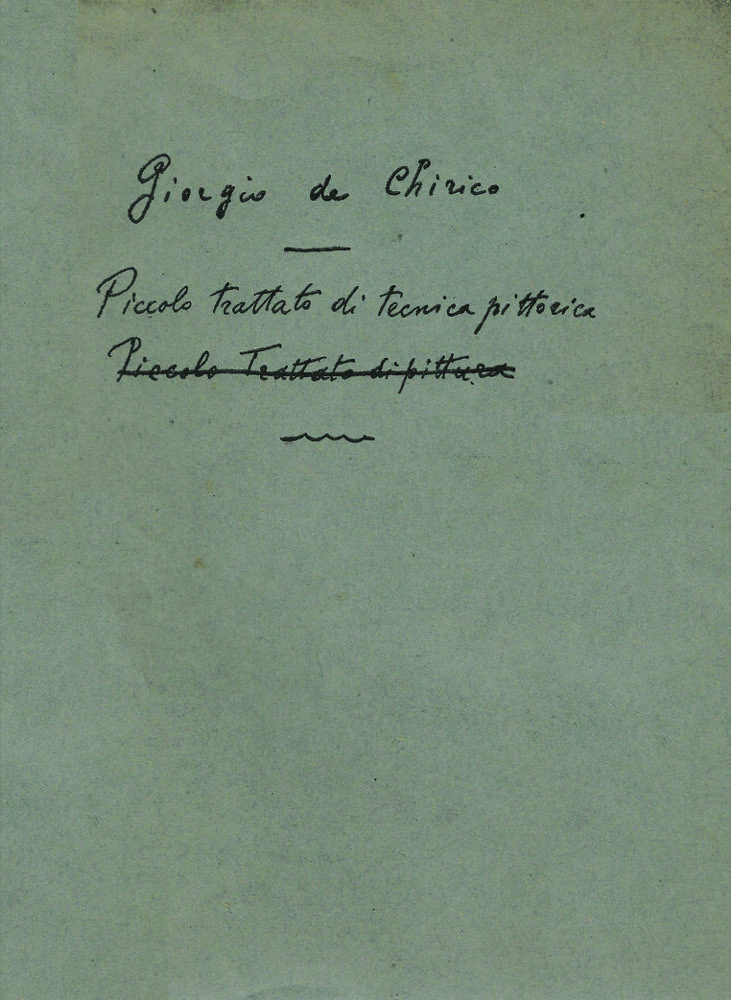 Giorgio de Chirico
Piccolo trattato di tecnica pittorica
Piccolo Trattato di pittura